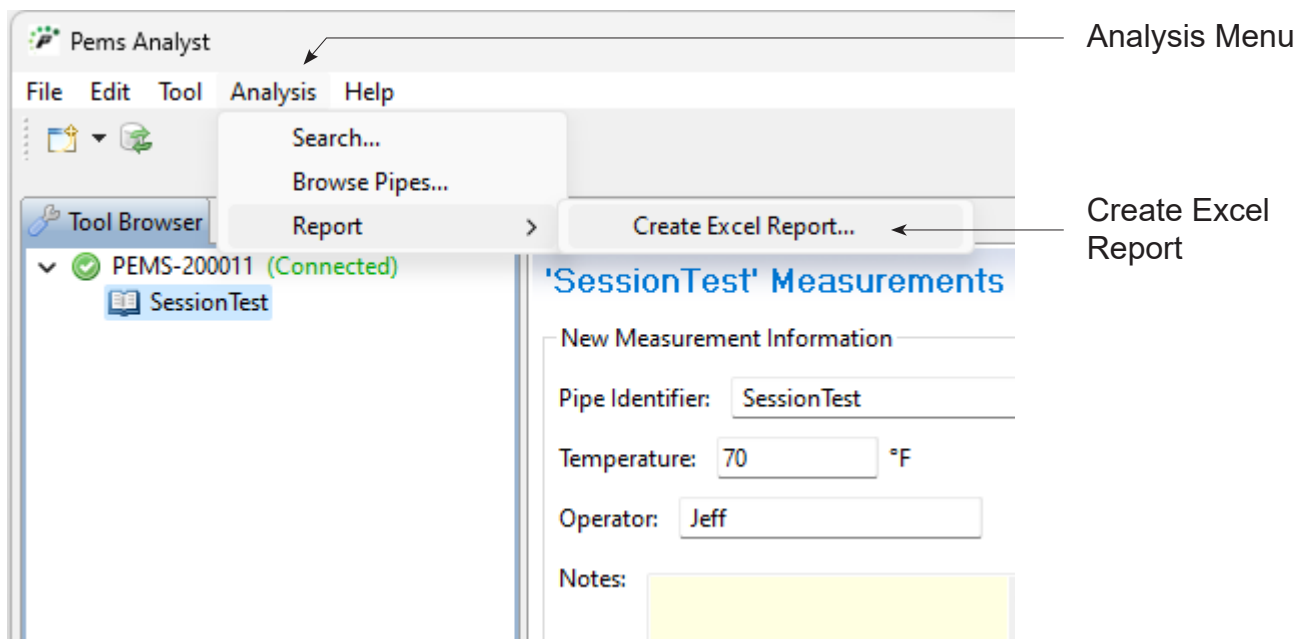 Pems Analyst
Analysis Menu
File Edit Tool Analysis Help
Search...
Browse Pipes...
Report > Create Excel Report...
Create Excel
Report
Tool Browser
PEMS-200011 (Connected)
SessionTest
'SessionTest' Measurements
New Measurement Information
Pipe Identifier: SessionTest
Temperature: 70 °F
Operator: Jeff
Notes: